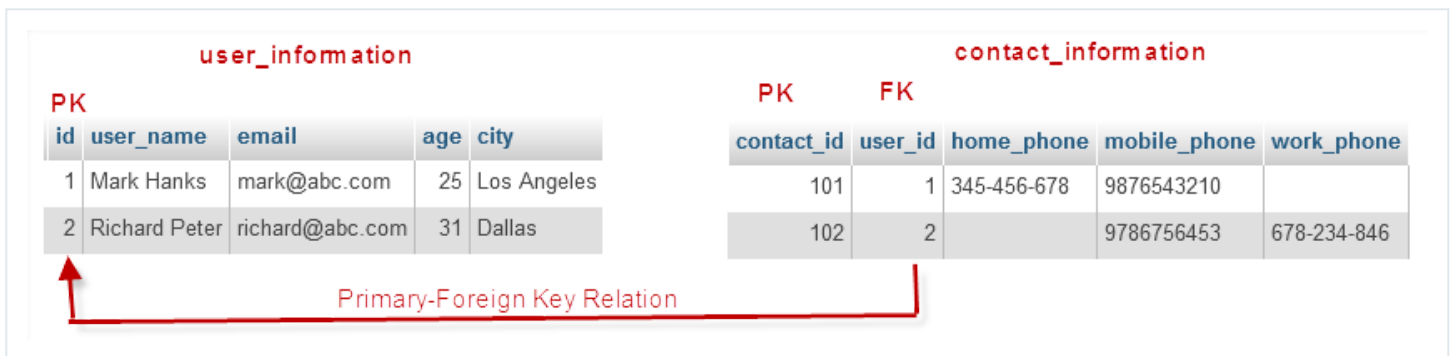 user_information
contact_information
PK
PK FK
id user_name email age city
contact_id user_id home_phone mobile_phone work_phone
1 Mark Hanks mark@abc.com 25 Los Angeles
101 1 345-456-678 9876543210
2 Richard Peter richard@abc.com 31 Dallas
102 2 9786756453 678-234-846
Primary-Foreign Key Relation